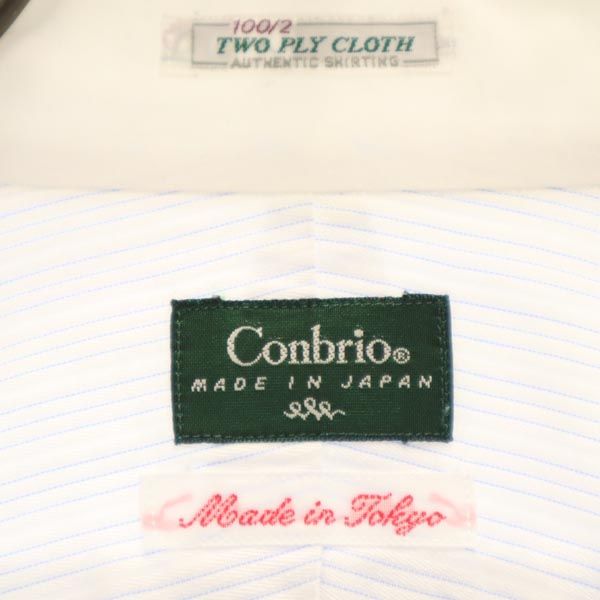 100/2
TWO PLY CLOTH
AUTHENTIC SHIRTING
Conbrio®
MADE IN JAPAN
Made in Tokyo